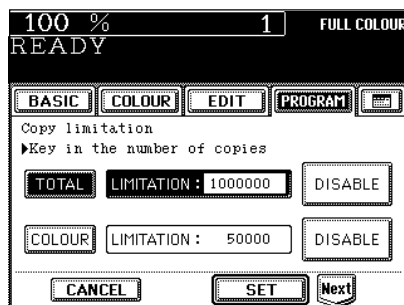 100 % 1 FULL COLOUR
READY
BASIC COLOUR EDIT PROGRAM
Copy limitation
▶Key in the number of copies
TOTAL LIMITATION : 1000000 DISABLE
COLOUR LIMITATION : 50000 DISABLE
CANCEL SET Next